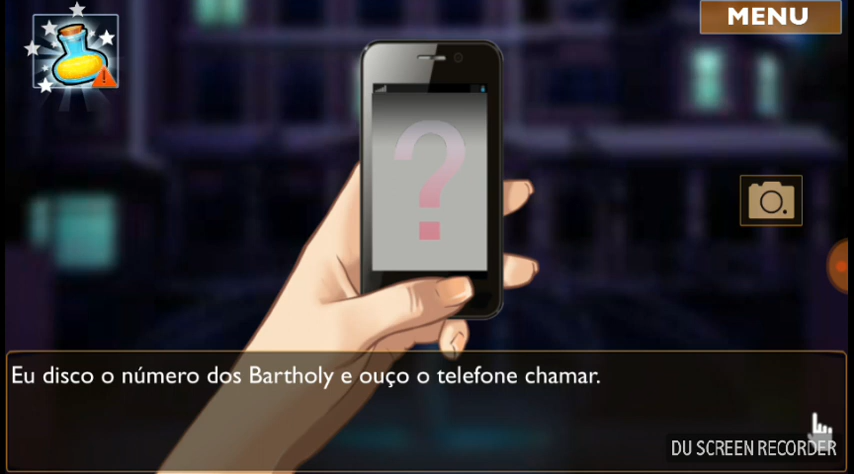 MENU
?
Eu disco o número dos Bartholy e ouço o telefone chamar.
DU SCREEN RECORDER